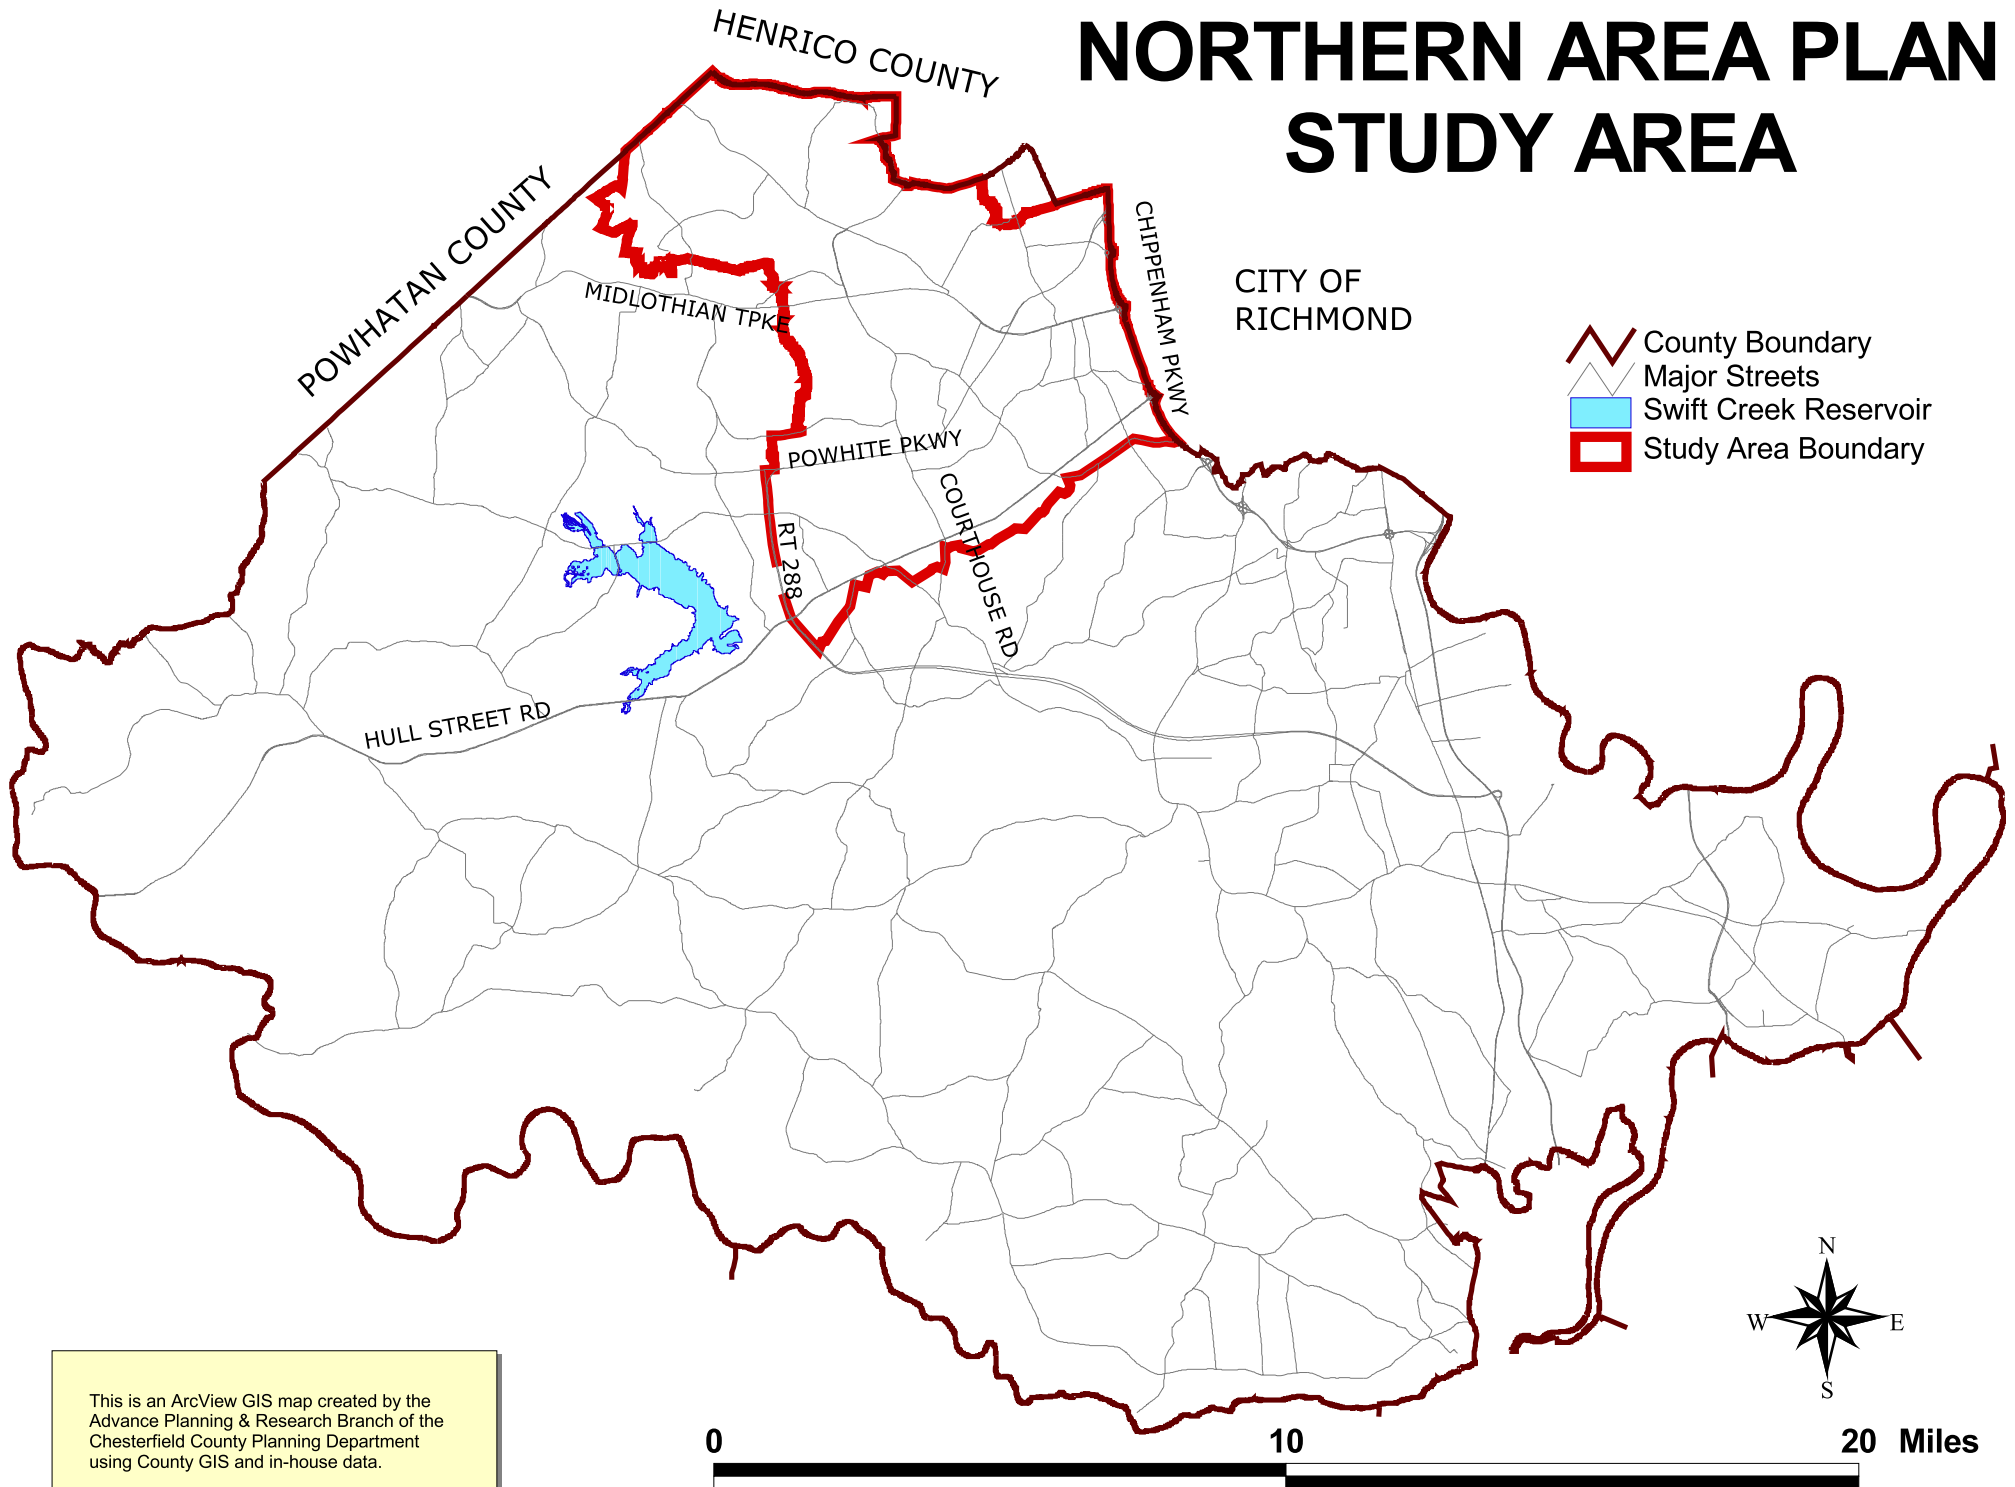 NORTHERN AREA PLAN
STUDY AREA
HENRICO COUNTY
POWHATAN COUNTY
CHIPPENHAM PKWY
CITY OF
RICHMOND
MIDLOTHIAN TPKE
POWHITE PKWY
COURTHOUSE RD
RT 288
HULL STREET RD
County Boundary
Major Streets
Swift Creek Reservoir
Study Area Boundary
N
W
E
S
This is an ArcView GIS map created by the
Advance Planning & Research Branch of the
Chesterfield County Planning Department
using County GIS and in-house data.
0 10 20 Miles